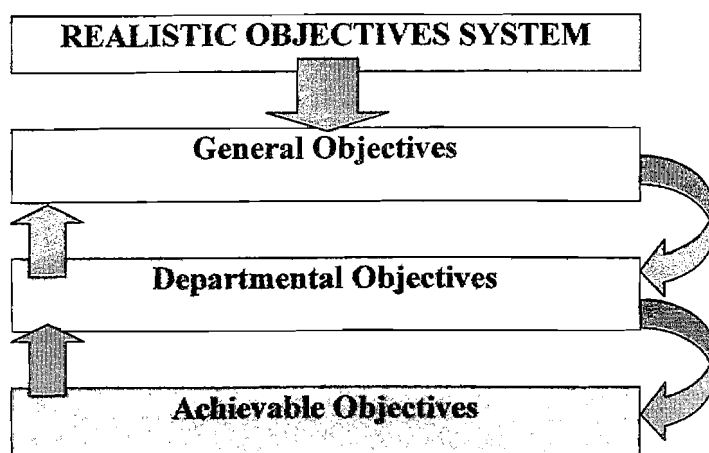 REALISTIC OBJECTIVES SYSTEM
General Objectives
Departmental Objectives
Achievable Objectives